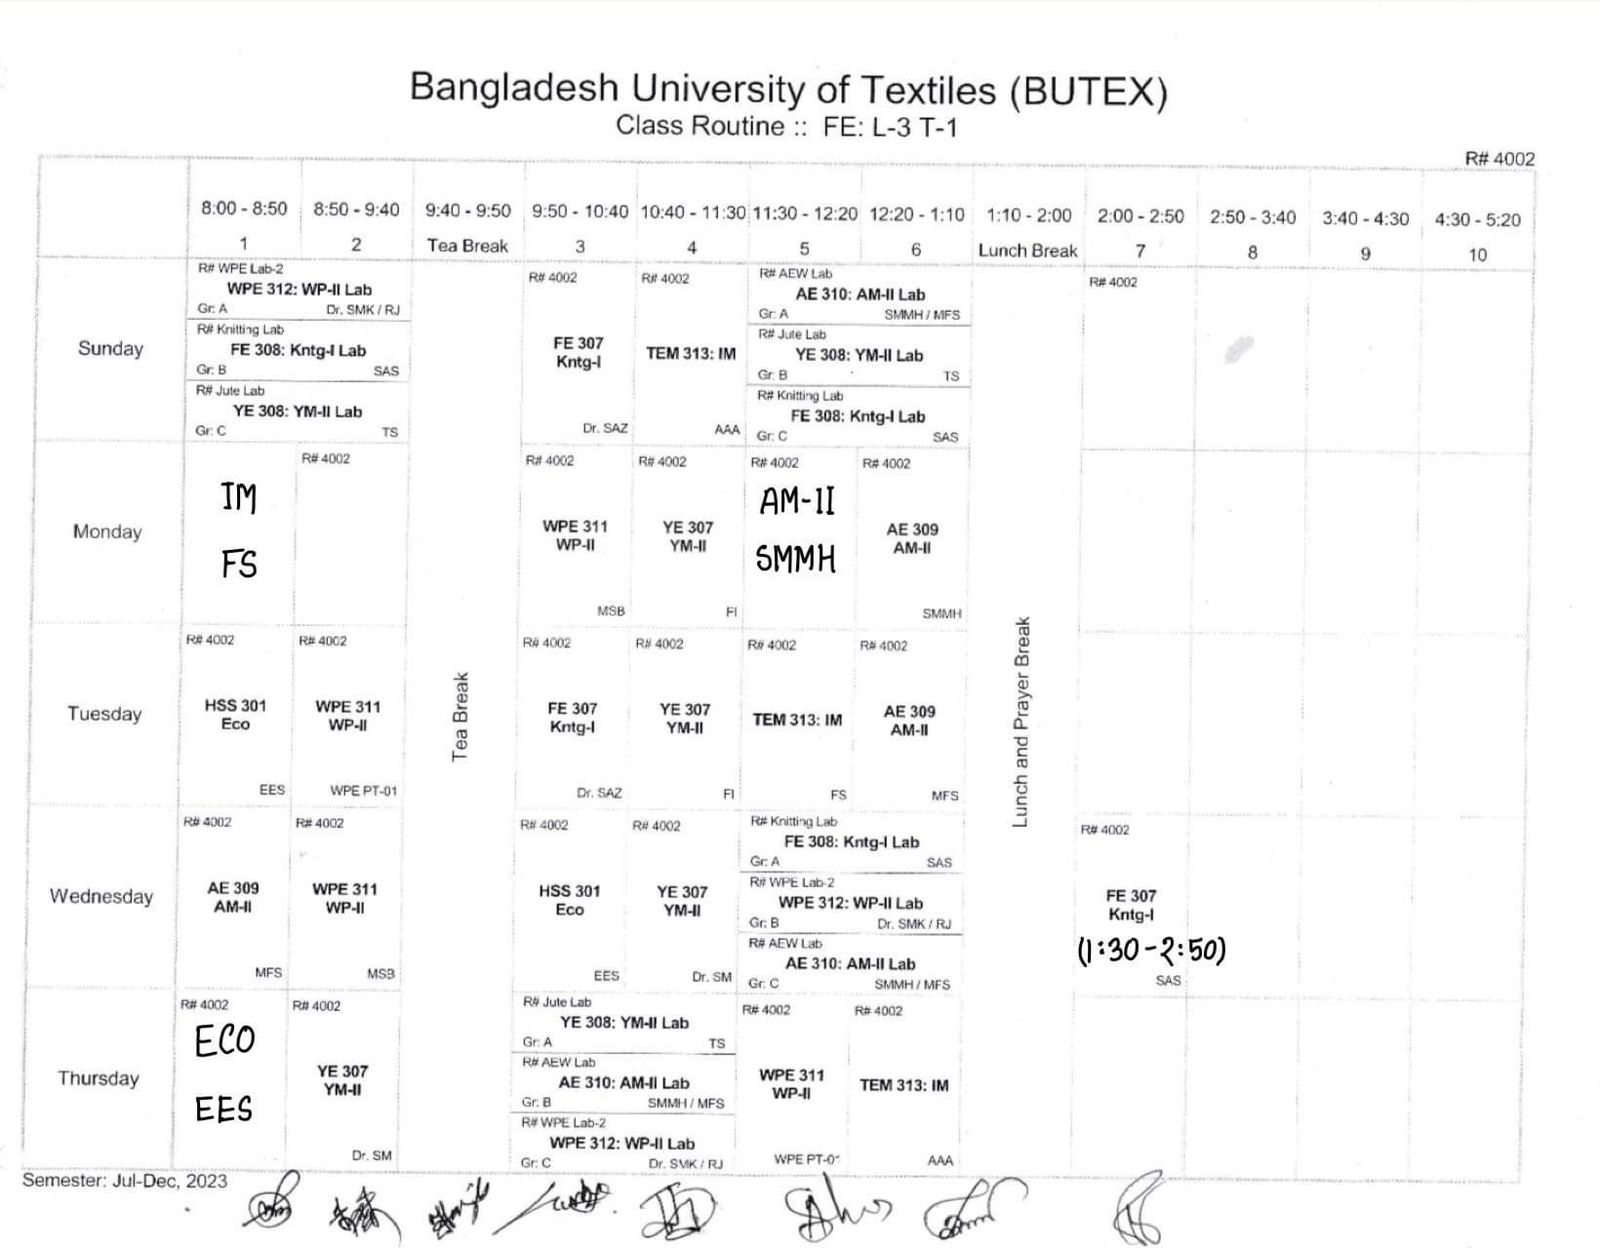 Bangladesh University of Textiles (BUTEX)
Class Routine :: FE: L-3 T-1
R# 4002
8:00 - 8:50 8:50 - 9:40 9:40 - 9:50 9:50 - 10:40 10:40 - 11:30 11:30 - 12:20 12:20 - 1:10 1:10 - 2:00 2:00 - 2:50 2:50 - 3:40 3:40 - 4:30 4:30 - 5:20
1 2 Tea Break 3 4 5 6 Lunch Break 7 8 9 10
Sunday
R# WPE Lab-2
WPE 312: WP-II Lab
Gr: A Dr. SMK / RJ
R# Knitting Lab
FE 308: Kntg-I Lab
Gr: B SAS
R# Jute Lab
YE 308: YM-II Lab
Gr: C TS
R# 4002
FE 307
Kntg-I
Dr. SAZ
R# 4002
TEM 313: IM
AAA
R# AEW Lab
AE 310: AM-II Lab
Gr: A SMMH / MFS
R# Jute Lab
YE 308: YM-II Lab
Gr: B TS
R# Knitting Lab
FE 308: Kntg-I Lab
Gr: C SAS
R# 4002
Monday
IM
FS
R# 4002
R# 4002
WPE 311
WP-II
MSB
R# 4002
YE 307
YM-II
FI
R# 4002
AM-II
SMMH
R# 4002
AE 309
AM-II
SMMH
Tuesday
R# 4002
HSS 301
Eco
EES
R# 4002
WPE 311
WP-II
WPE PT-01
Tea Break
R# 4002
FE 307
Kntg-I
Dr. SAZ
R# 4002
YE 307
YM-II
FI
R# 4002
TEM 313: IM
FS
R# 4002
AE 309
AM-II
MFS
Lunch and Prayer Break
Wednesday
R# 4002
AE 309
AM-II
MFS
R# 4002
WPE 311
WP-II
MSB
R# 4002
HSS 301
Eco
EES
R# 4002
YE 307
YM-II
Dr. SM
R# Knitting Lab
FE 308: Kntg-I Lab
Gr: A SAS
R# WPE Lab-2
WPE 312: WP-II Lab
Gr: B Dr. SMK / RJ
R# AEW Lab
AE 310: AM-II Lab
Gr: C SMMH / MFS
R# 4002
FE 307
Kntg-I
(1:30-2:50)
SAS
Thursday
R# 4002
ECO
EES
R# 4002
YE 307
YM-II
Dr. SM
R# Jute Lab
YE 308: YM-II Lab
Gr: A TS
R# AEW Lab
AE 310: AM-II Lab
Gr: B SMMH / MFS
R# WPE Lab-2
WPE 312: WP-II Lab
Gr: C Dr. SMK / RJ
R# 4002
WPE 311
WP-II
WPE
R# 4002
TEM 313: IM
AAA
Semester: Jul-Dec, 2023